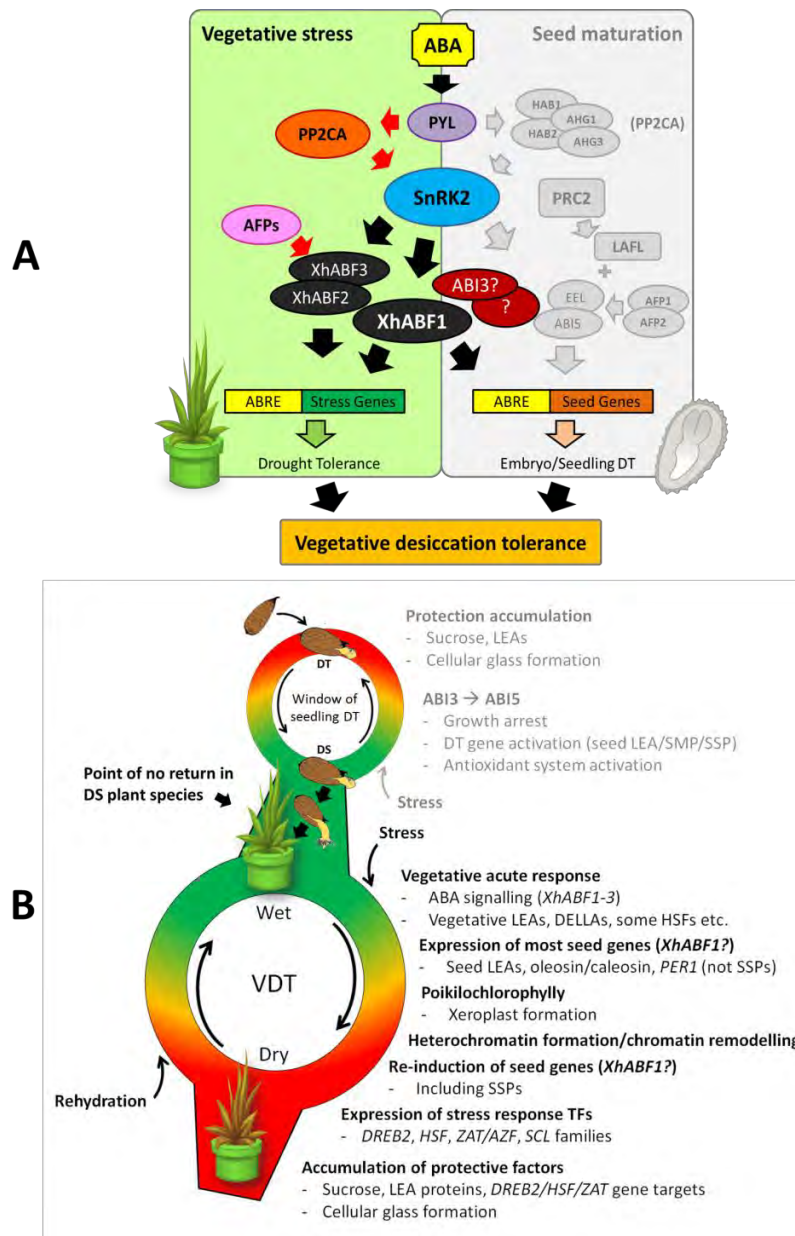 A
Vegetative stress
ABA
Seed maturation
PP2CA
PYL
HAB1
AHG1
HAB2
AHG3
(PP2CA)
SnRK2
PRC2
LAFL
+
AFPs
XhABF3
XhABF2
XhABF1
ABI3?
?
EEL
ABI5
AFP1
AFP2
ABRE Stress Genes
ABRE Seed Genes
Drought Tolerance
Embryo/Seedling DT
Vegetative desiccation tolerance
B
DT
Window of
seedling DT
DS
Protection accumulation
- Sucrose, LEAs
- Cellular glass formation
ABI3 → ABI5
- Growth arrest
- DT gene activation (seed LEA/SMP/SSP)
- Antioxidant system activation
Stress
Point of no return in
DS plant species
Stress
Wet
VDT
Dry
Rehydration
Vegetative acute response
- ABA signalling (XhABF1-3)
- Vegetative LEAs, DELLAs, some HSFs etc.
Expression of most seed genes (XhABF1?)
- Seed LEAs, oleosin/caleosin, PER1 (not SSPs)
Poikilochlorophylly
- Xeroplast formation
Heterochromatin formation/chromatin remodelling
Re-induction of seed genes (XhABF1?)
- Including SSPs
Expression of stress response TFs
- DREB2, HSF, ZAT/AZF, SCL families
Accumulation of protective factors
- Sucrose, LEA proteins, DREB2/HSF/ZAT gene targets
- Cellular glass formation